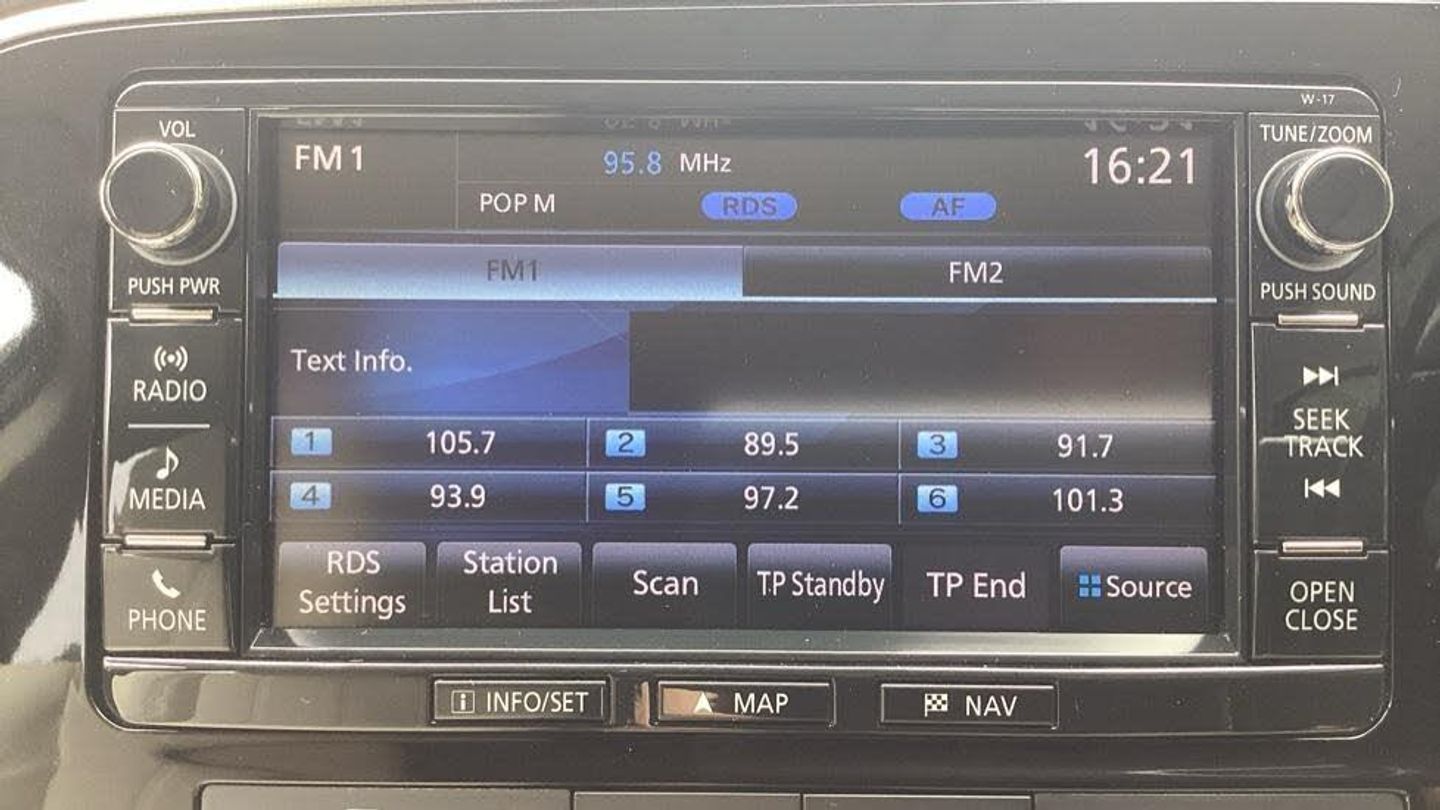 W-17
VOL
TUNE/ZOOM
FM1
95.8 MHz
16:21
POP M
RDS
AF
PUSH PWR
PUSH SOUND
FM1
FM2
RADIO
Text Info.
SEEK
TRACK
1 105.7
2 89.5
3 91.7
MEDIA
4 93.9
5 97.2
6 101.3
RDS
Settings
Station
List
Scan
TP Standby
TP End
Source
PHONE
OPEN
CLOSE
i INFO/SET
MAP
NAV